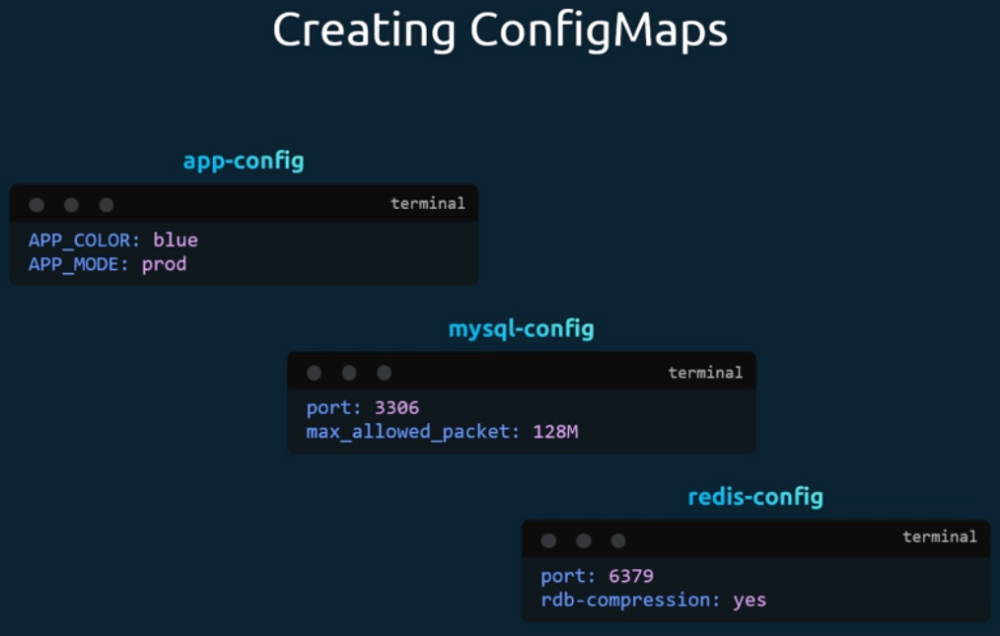 Creating ConfigMaps
app-config
terminal
APP_COLOR: blue
APP_MODE: prod
mysql-config
terminal
port: 3306
max_allowed_packet: 128M
redis-config
terminal
port: 6379
rdb-compression: yes